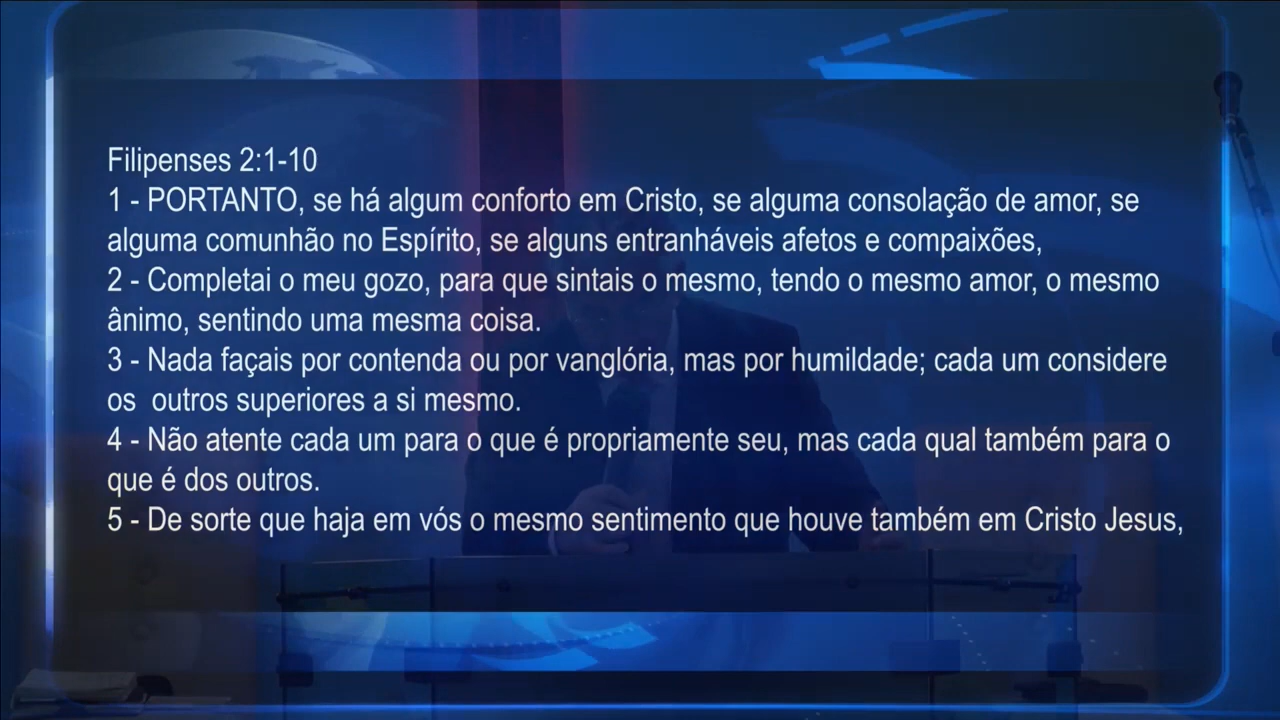 Filipenses 2:1-10
1 - PORTANTO, se há algum conforto em Cristo, se alguma consolação de amor, se
alguma comunhão no Espírito, se alguns entranháveis afetos e compaixões,
2 - Completai o meu gozo, para que sintais o mesmo, tendo o mesmo amor, o mesmo
ânimo, sentindo uma mesma coisa.
3 - Nada façais por contenda ou por vanglória, mas por humildade; cada um considere
os  outros superiores a si mesmo.
4 - Não atente cada um para o que é propriamente seu, mas cada qual também para o
que é dos outros.
5 - De sorte que haja em vós o mesmo sentimento que houve também em Cristo Jesus,